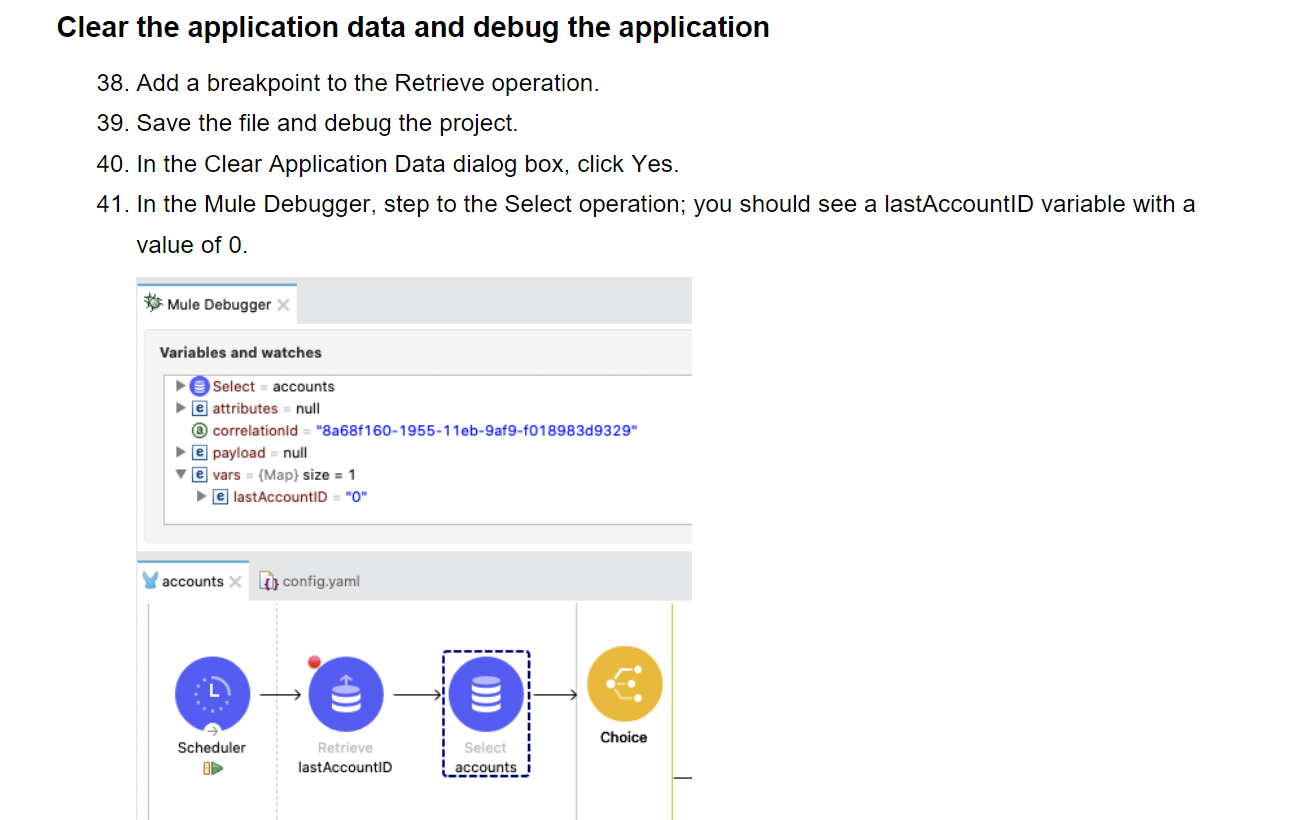 Clear the application data and debug the application
38. Add a breakpoint to the Retrieve operation.
39. Save the file and debug the project.
40. In the Clear Application Data dialog box, click Yes.
41. In the Mule Debugger, step to the Select operation; you should see a lastAccountID variable with a
value of 0.
Mule Debugger
Variables and watches
Select = accounts
e attributes = null
a correlationId = "8a68f160-1955-11eb-9af9-f018983d9329"
e payload = null
e vars = {Map} size = 1
e lastAccountID = "0"
accounts {} config.yaml
Scheduler
Retrieve
lastAccountID
Select
accounts
Choice